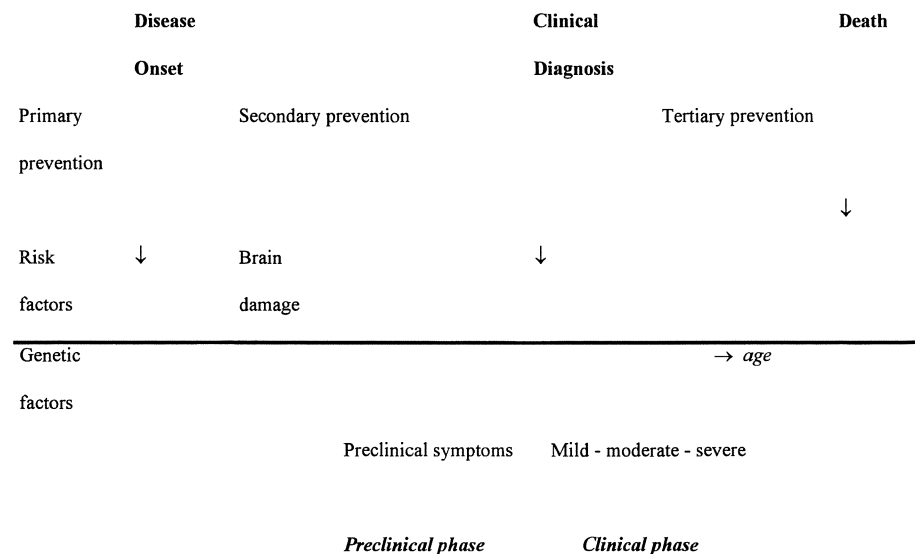 Disease Clinical Death
Onset Diagnosis
Primary Secondary prevention Tertiary prevention
prevention
↓
Risk ↓ Brain ↓
factors damage
Genetic → age
factors
Preclinical symptoms Mild - moderate - severe
Preclinical phase Clinical phase